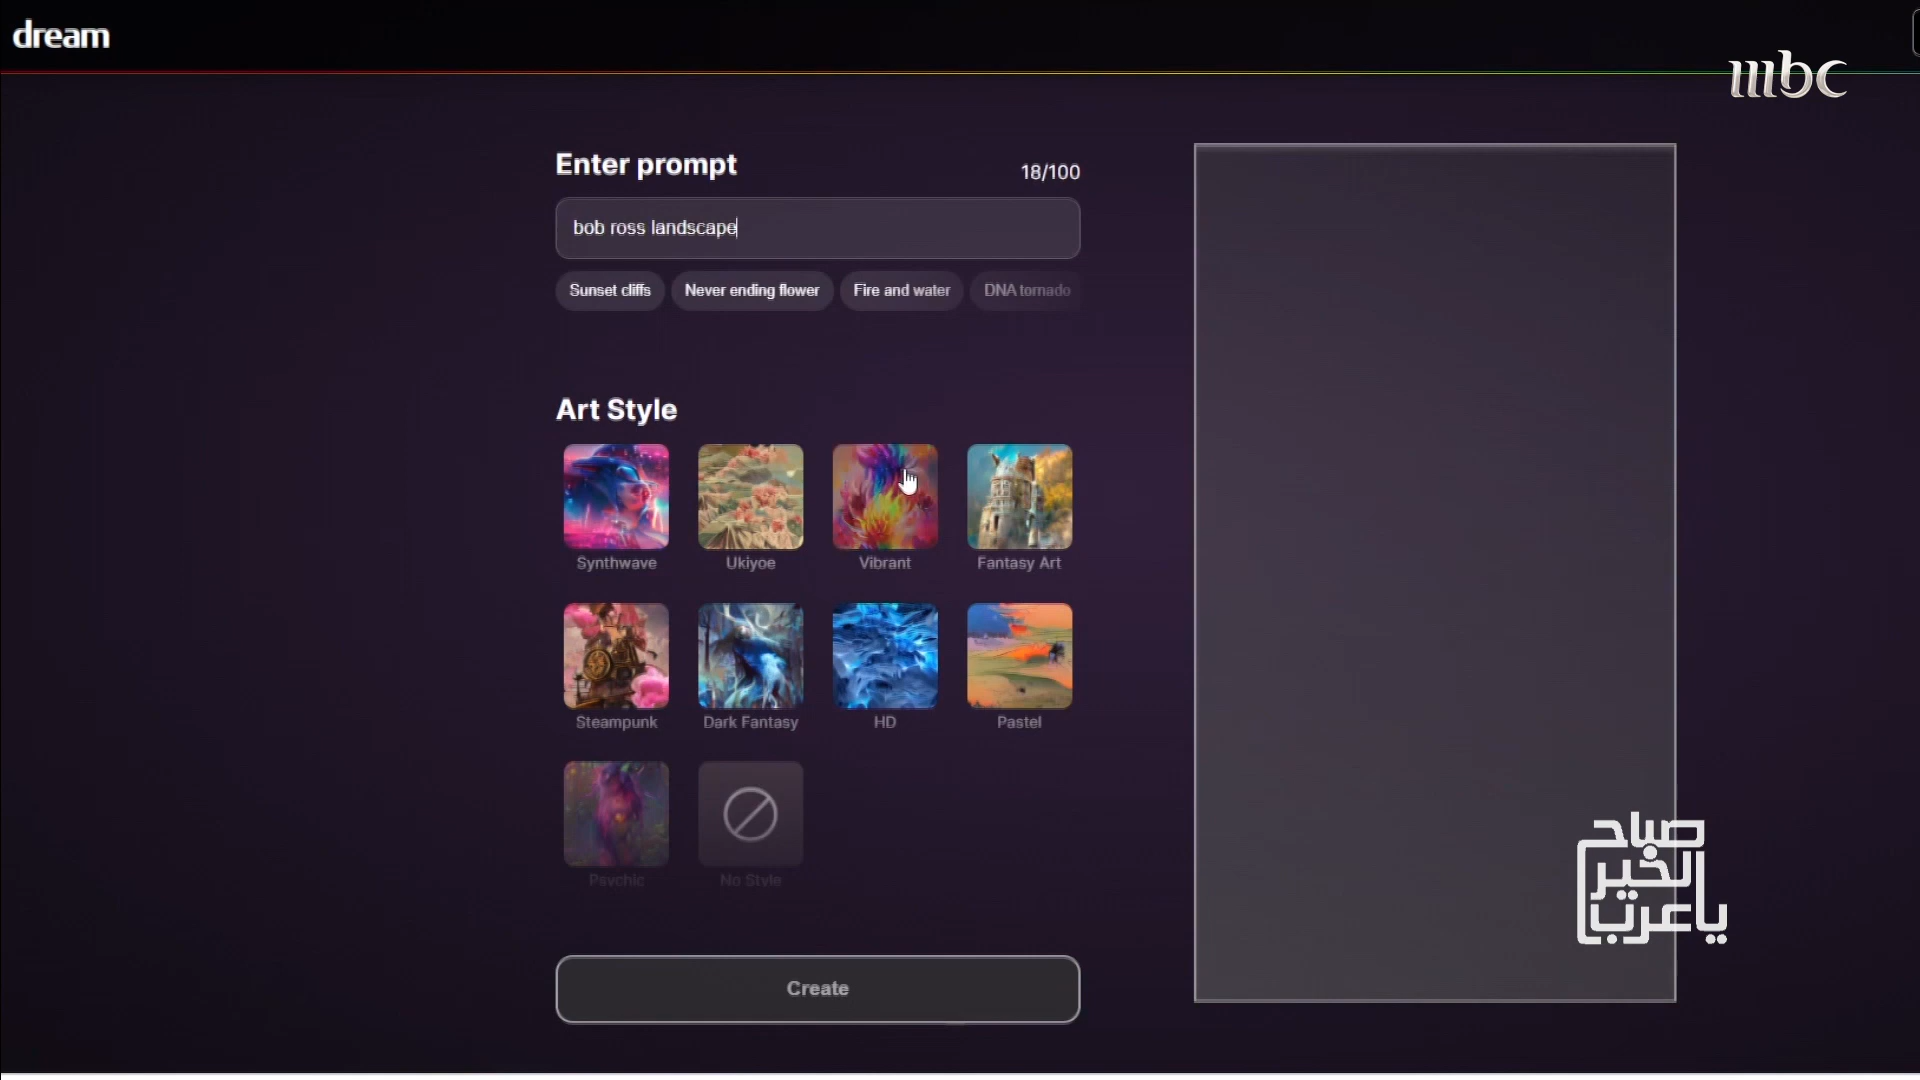 dream
mbc
Enter prompt
18/100
bob ross landscape
Sunset cliffs
Never ending flower
Fire and water
DNA tornado
Art Style
Synthwave
Ukiyoe
Vibrant
Fantasy Art
Steampunk
Dark Fantasy
HD
Pastel
Psychic
No Style
صباح
الخير
ياعرب
Create